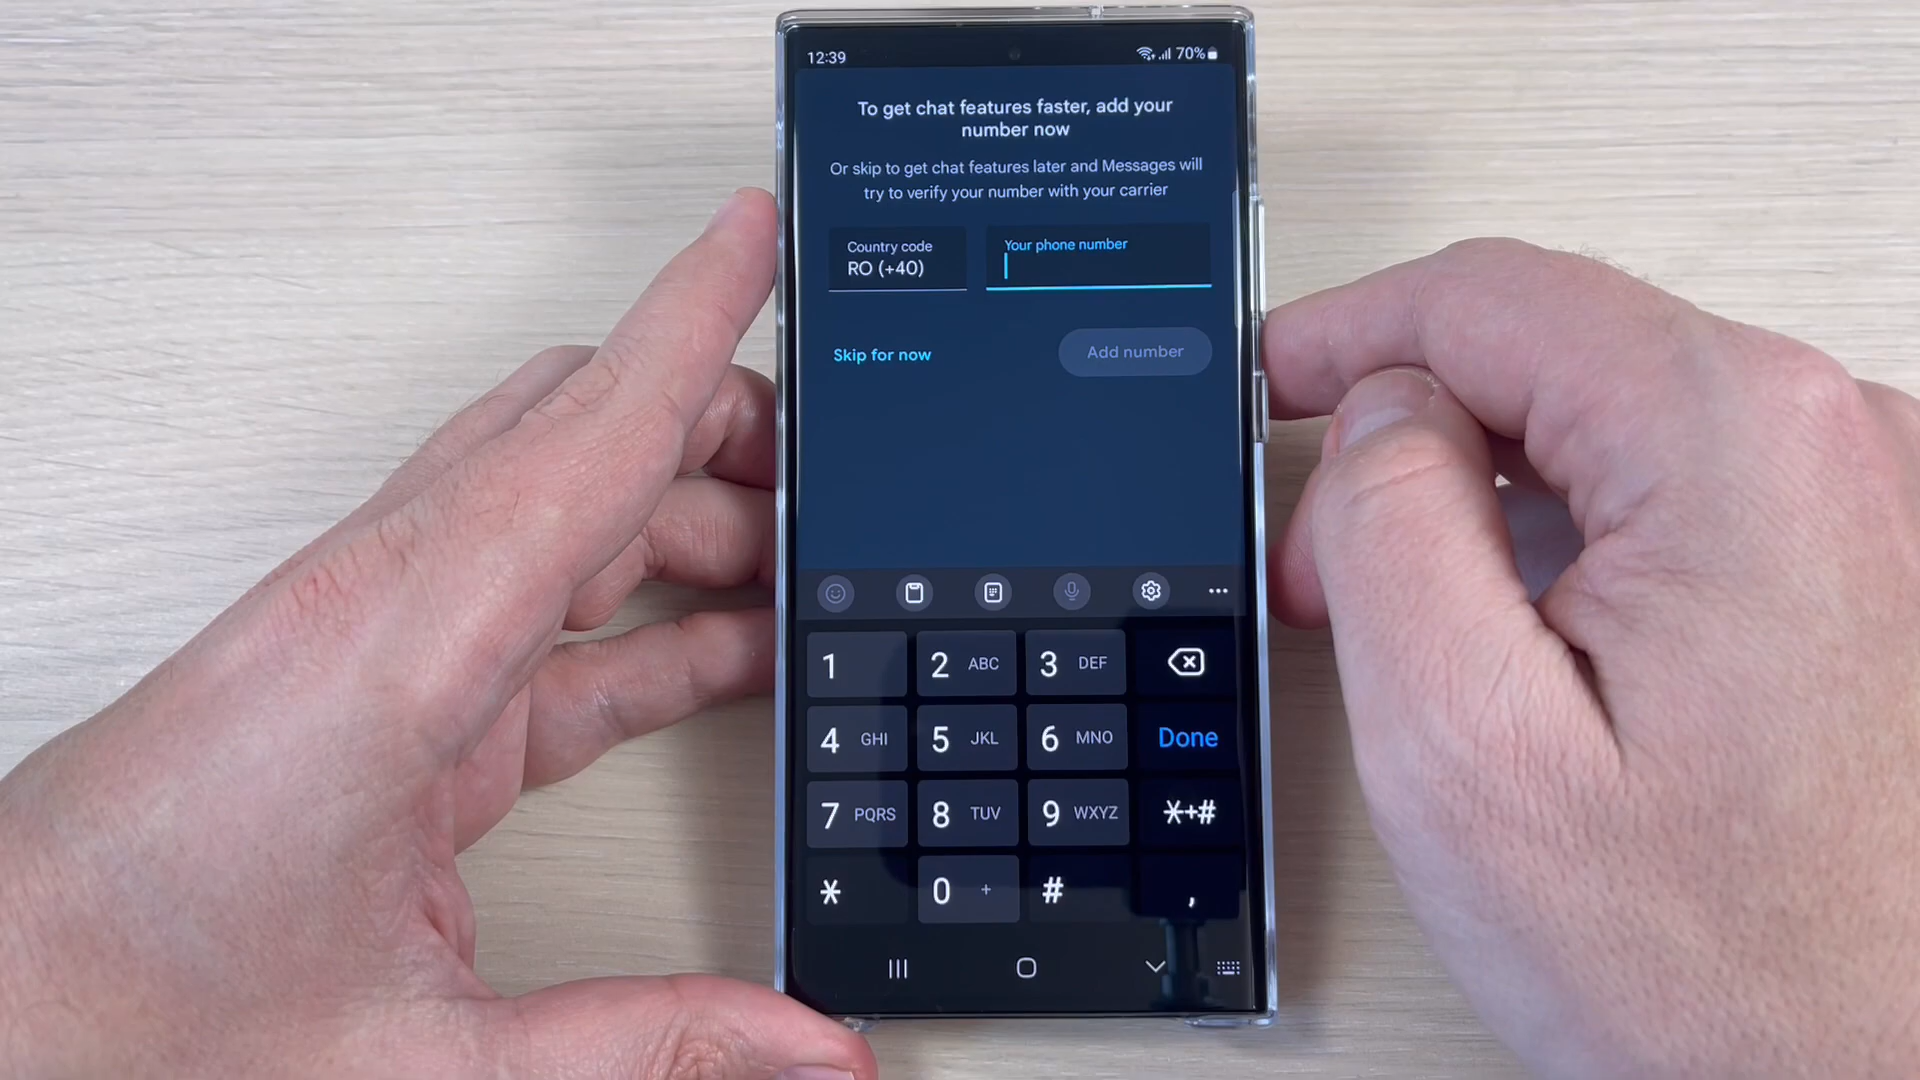 12:39
70%
To get chat features faster, add your
number now
Or skip to get chat features later and Messages will
try to verify your number with your carrier
Country code
RO (+40)
Your phone number
Skip for now
Add number
1
2 ABC
3 DEF
4 GHI
5 JKL
6 MNO
Done
7 PQRS
8 TUV
9 WXYZ
*+#
*
0 +
#
,